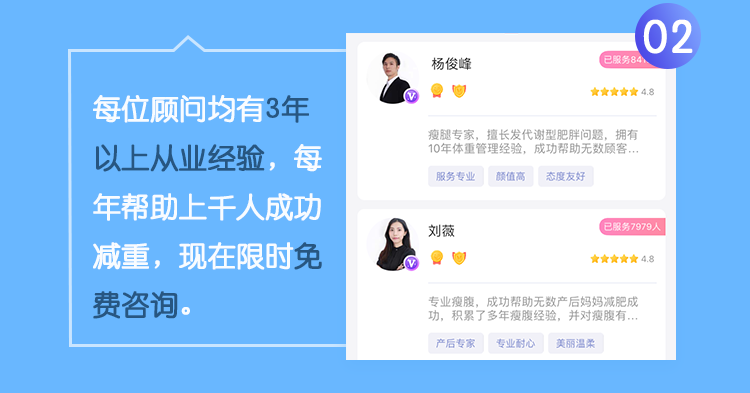 02
每位顾问均有3年
以上从业经验，每
年帮助上千人成功
减重，现在限时免
费咨询。
杨俊峰
已服务841
4.8
瘦腿专家，擅长发代谢型肥胖问题，拥有
10年体重管理经验，成功帮助无数顾客...
服务专业 颜值高 态度友好
刘薇
已服务7979人
4.8
专业瘦腹，成功帮助无数产后妈妈减肥成
功，积累了多年瘦腹经验，并对瘦腹有...
产后专家 专业耐心 美丽温柔